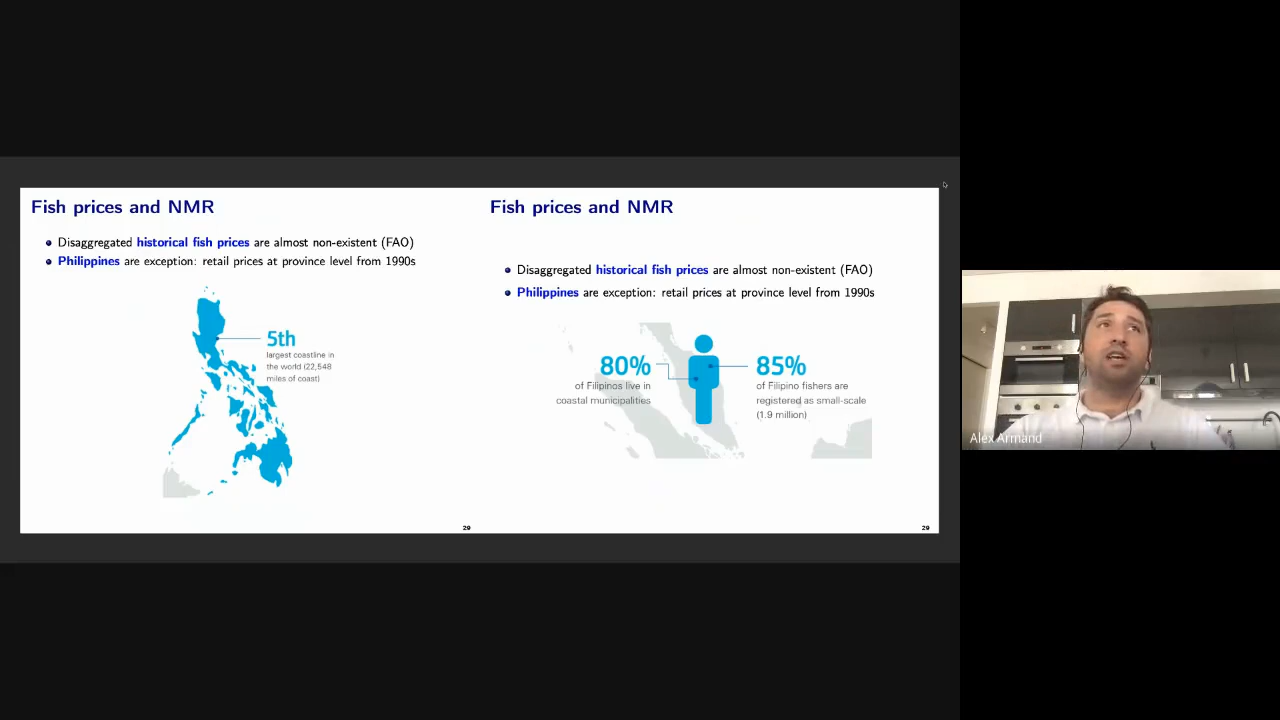 Fish prices and NMR
Disaggregated historical fish prices are almost non-existent (FAO)
Philippines are exception: retail prices at province level from 1990s
5th
largest coastline in
the world (22,548
miles of coast)
29
Fish prices and NMR
Disaggregated historical fish prices are almost non-existent (FAO)
Philippines are exception: retail prices at province level from 1990s
80%
of Filipinos live in
coastal municipalities
85%
of Filipino fishers are
registered as small-scale
(1.9 million)
29
Alex Armand